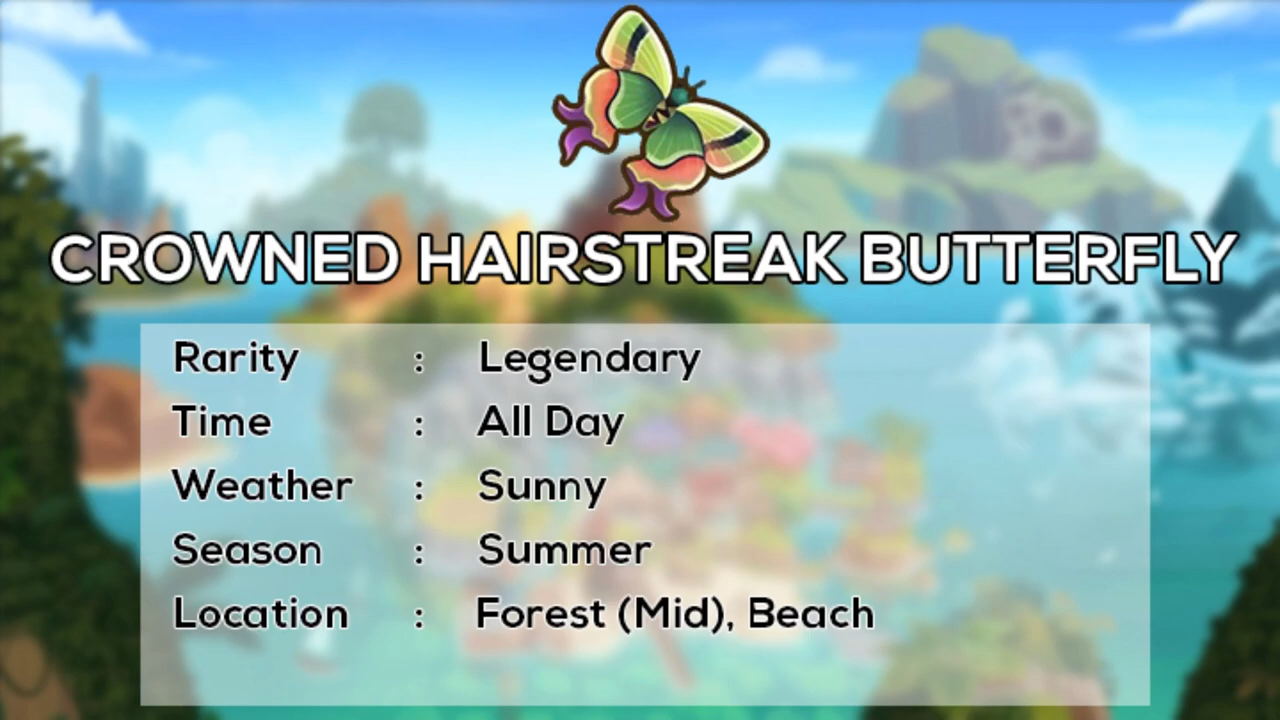 CROWNED HAIRSTREAK BUTTERFLY
Rarity : Legendary
Time : All Day
Weather : Sunny
Season : Summer
Location : Forest (Mid), Beach